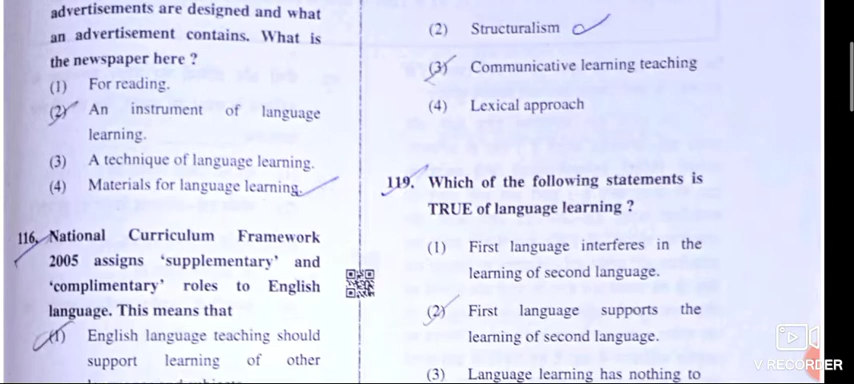 advertisements are designed and what
an advertisement contains. What is
the newspaper here ?
(1) For reading.
(2) An instrument of language
learning.
(3) A technique of language learning.
(4) Materials for language learning.
116. National Curriculum Framework
2005 assigns ‘supplementary’ and
‘complimentary’ roles to English
language. This means that
(1) English language teaching should
support learning of other
(2) Structuralism
(3) Communicative learning teaching
(4) Lexical approach
119. Which of the following statements is
TRUE of language learning ?
(1) First language interferes in the
learning of second language.
(2) First language supports the
learning of second language.
(3) Language learning has nothing to
V RECORDER